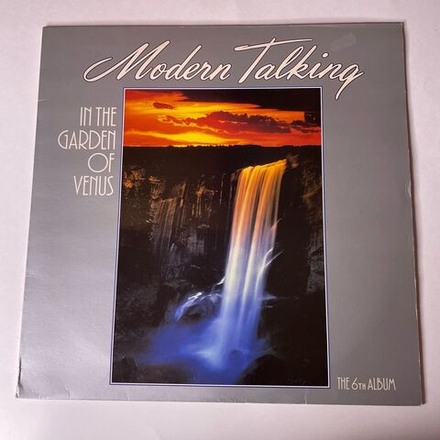 Modern Talking
IN THE
GARDEN
OF
VENUS
THE 6TH ALBUM